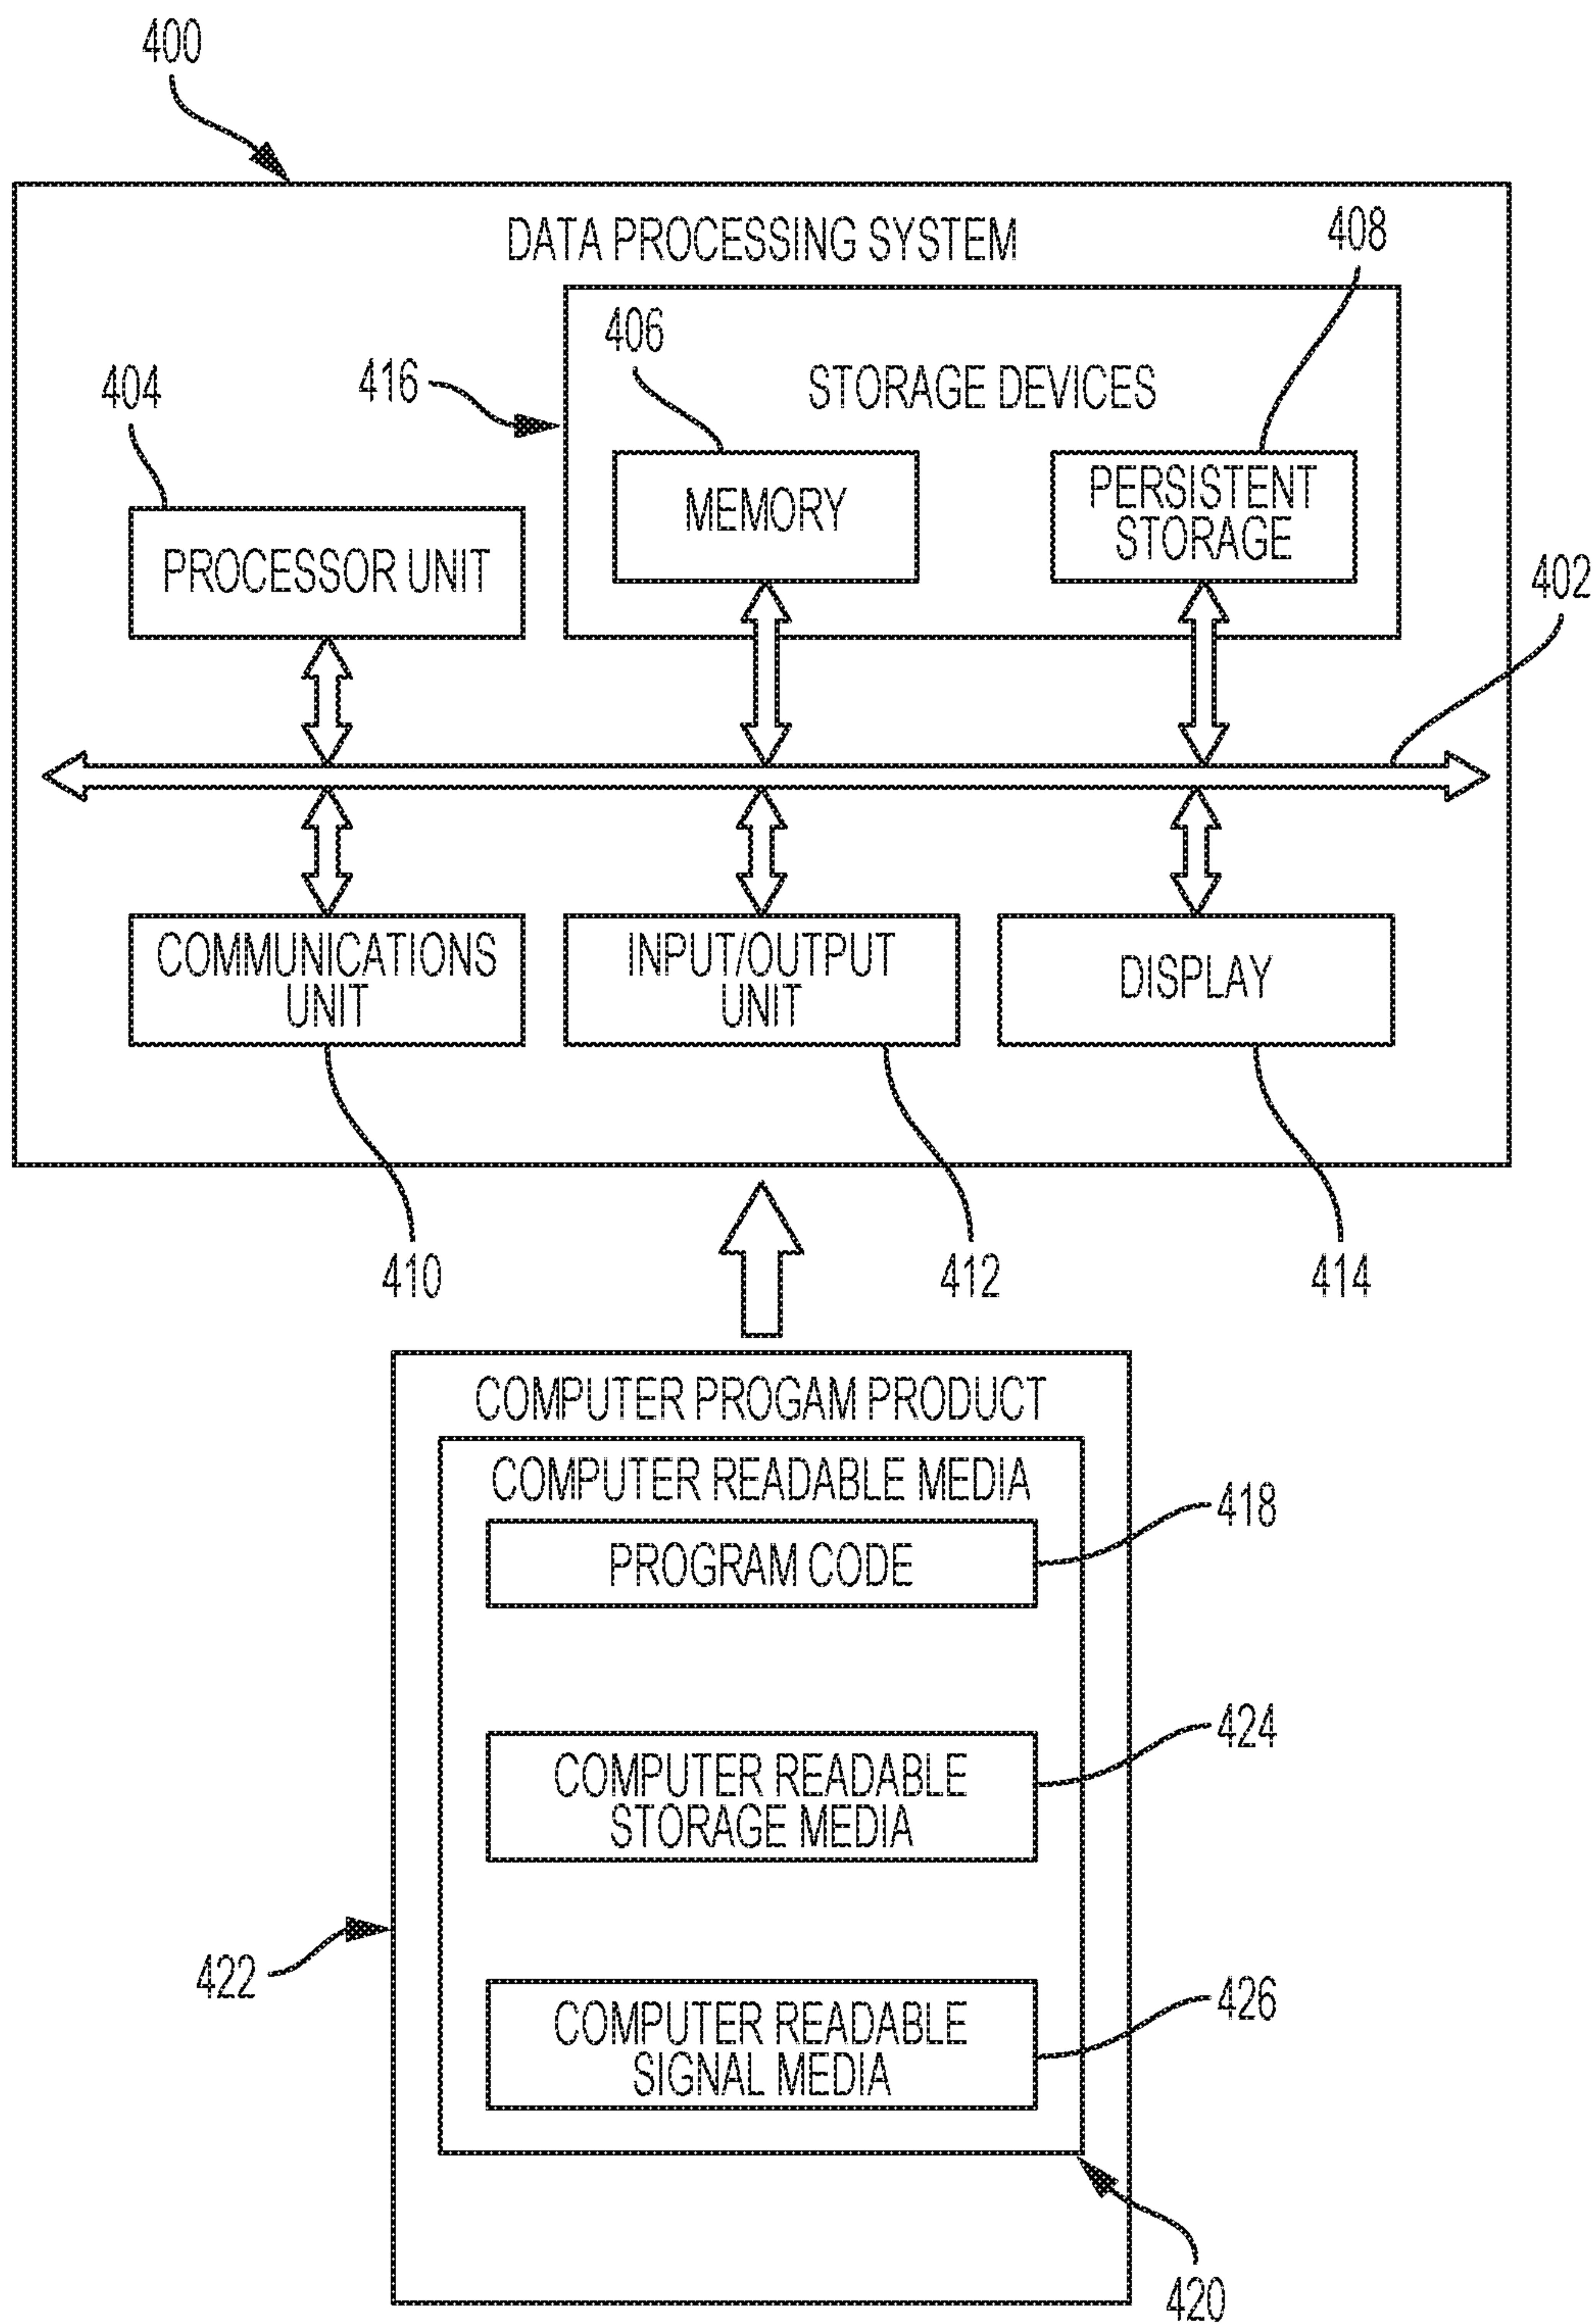 400
DATA PROCESSING SYSTEM
408
406
416
STORAGE DEVICES
404
MEMORY
PERSISTENT
STORAGE
PROCESSOR UNIT
402
COMMUNICATIONS
UNIT
INPUT/OUTPUT
UNIT
DISPLAY
410
412
414
COMPUTER PROGAM PRODUCT
COMPUTER READABLE MEDIA
418
PROGRAM CODE
424
COMPUTER READABLE
STORAGE MEDIA
422
426
COMPUTER READABLE
SIGNAL MEDIA
420